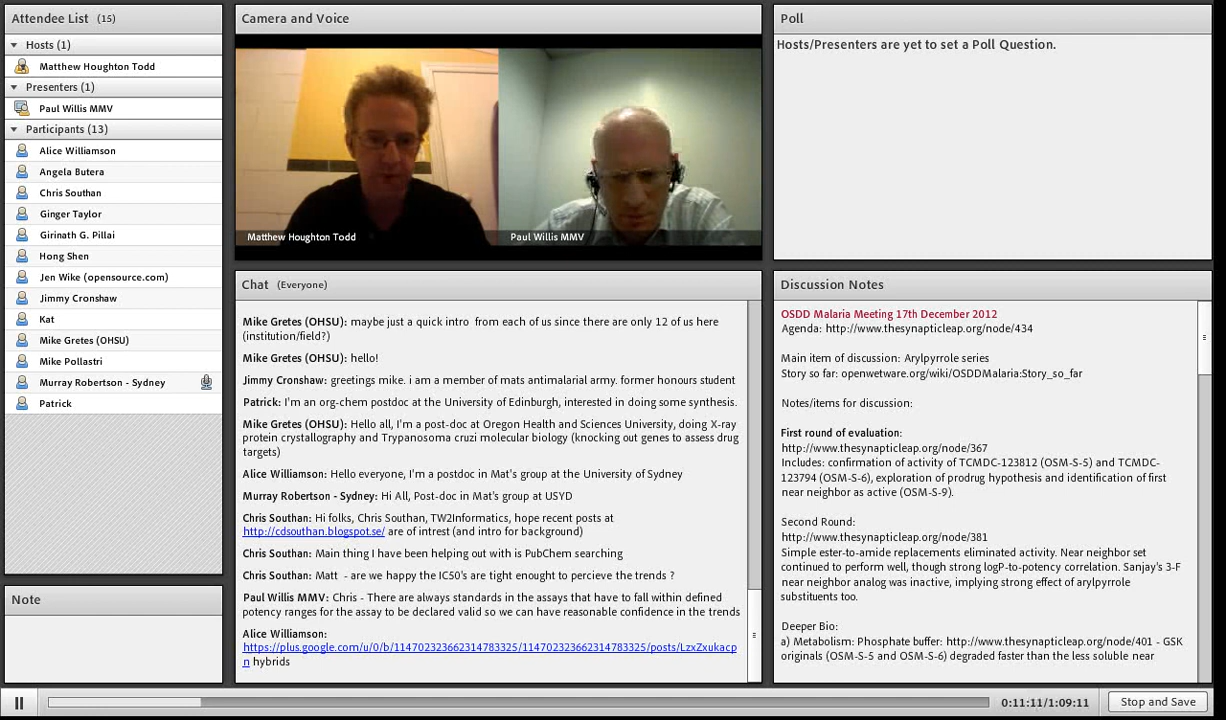 Attendee List (15)
Hosts (1)
Matthew Houghton Todd
Presenters (1)
Paul Willis MMV
Participants (13)
Alice Williamson
Angela Butera
Chris Southan
Ginger Taylor
Girinath G. Pillai
Hong Shen
Jen Wike (opensource.com)
Jimmy Cronshaw
Kat
Mike Gretes (OHSU)
Mike Pollastri
Murray Robertson - Sydney
Patrick
Note
Camera and Voice
Matthew Houghton Todd
Paul Willis MMV
Chat (Everyone)
Mike Gretes (OHSU): maybe just a quick intro from each of us since there are only 12 of us here
(institution/field?)
Mike Gretes (OHSU): hello!
Jimmy Cronshaw: greetings mike. i am a member of mats antimalarial army. former honours student
Patrick: I'm an org-chem postdoc at the University of Edinburgh, interested in doing some synthesis.
Mike Gretes (OHSU): Hello all, I'm a post-doc at Oregon Health and Sciences University, doing X-ray
protein crystallography and Trypanosoma cruzi molecular biology (knocking out genes to assess drug
targets)
Alice Williamson: Hello everyone, I'm a postdoc in Mat's group at the University of Sydney
Murray Robertson - Sydney: Hi All, Post-doc in Mat's group at USYD
Chris Southan: Hi folks, Chris Southan, TW2Informatics, hope recent posts at
http://cdsouthan.blogspot.se/ are of intrest (and intro for background)
Chris Southan: Main thing I have been helping out with is PubChem searching
Chris Southan: Matt - are we happy the IC50's are tight enought to percieve the trends ?
Paul Willis MMV: Chris - There are always standards in the assays that have to fall within defined
potency ranges for the assay to be declared valid so we can have reasonable confidence in the trends
Alice Williamson:
https://plus.google.com/u/0/b/114702323662314783325/114702323662314783325/posts/LzxZxukacp
n hybrids
Poll
Hosts/Presenters are yet to set a Poll Question.
Discussion Notes
OSDD Malaria Meeting 17th December 2012
Agenda: http://www.thesynapticleap.org/node/434
Main item of discussion: Arylpyrrole series
Story so far: openwetware.org/wiki/OSDDMalaria:Story_so_far
Notes/items for discussion:
First round of evaluation:
http://www.thesynapticleap.org/node/367
Includes: confirmation of activity of TCMDC-123812 (OSM-S-5) and TCMDC-
123794 (OSM-S-6), exploration of prodrug hypothesis and identification of first
near neighbor as active (OSM-S-9).
Second Round:
http://www.thesynapticleap.org/node/381
Simple ester-to-amide replacements eliminated activity. Near neighbor set
continued to perform well, though strong logP-to-potency correlation. Sanjay's 3-F
near neighbor analog was inactive, implying strong effect of arylpyrrole
substituents too.
Deeper Bio:
a) Metabolism: Phosphate buffer: http://www.thesynapticleap.org/node/401 - GSK
originals (OSM-S-5 and OSM-S-6) degraded faster than the less soluble near
0:11:11/1:09:11
Stop and Save